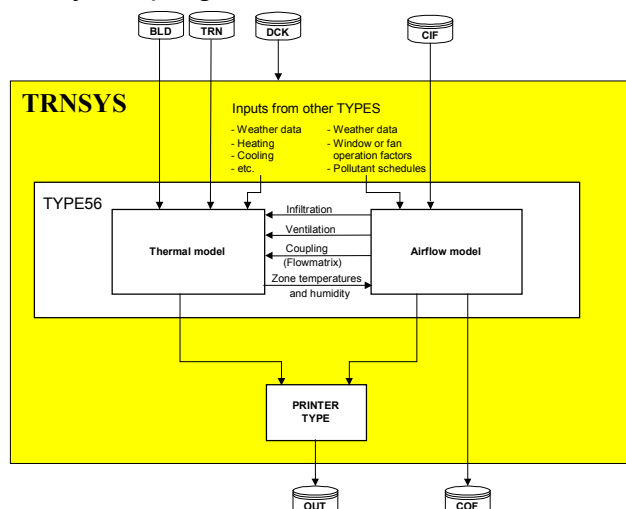 BLD
TRN
DCK
CIF
TRNSYS
Inputs from other TYPES
- Weather data
- Heating
- Cooling
- etc.
- Weather data
- Window or fan
operation factors
- Pollutant schedules
TYPE56
Infiltration
Ventilation
Coupling
(Flowmatrix)
Zone temperatures
and humidity
Thermal model
Airflow model
PRINTER
TYPE
OUT
COF